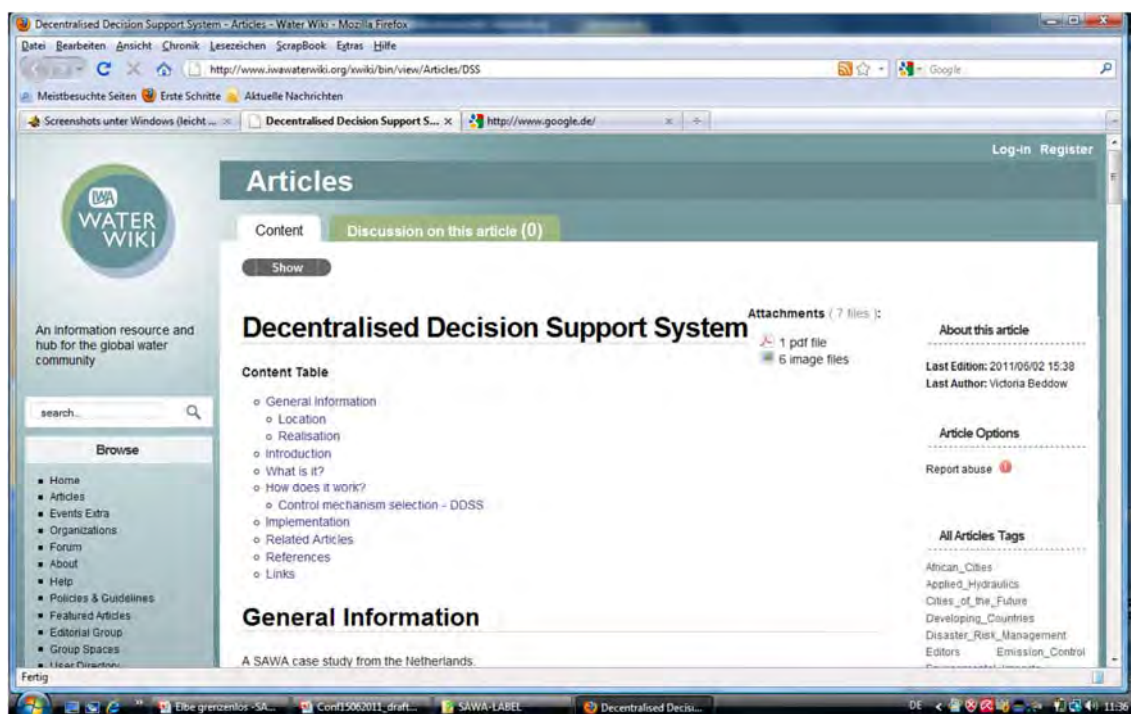 Decentralised Decision Support System - Articles - Water Wiki - Mozilla Firefox
Datei Bearbeiten Ansicht Chronik Lesezeichen ScrapBook Extras Hilfe
http://www.iwawaterwiki.org/xwiki/bin/view/Articles/DSS
Google
Meistbesuchte Seiten Erste Schritte Aktuelle Nachrichten
Screenshots unter Windows (leicht ... Decentralised Decision Support S... http://www.google.de/
Log-in Register
Articles
IWA
WATER
WIKI
Content Discussion on this article (0)
Show
An information resource and
hub for the global water
community
search...
Browse
Home
Articles
Events Extra
Organizations
Forum
About
Help
Policies & Guidelines
Featured Articles
Editorial Group
Group Spaces
User Directory
Decentralised Decision Support System
Attachments ( 7 files ):
1 pdf file
6 image files
Content Table
General Information
Location
Realisation
Introduction
What is it?
How does it work?
Control mechanism selection - DDSS
Implementation
Related Articles
References
Links
General Information
A SAWA case study from the Netherlands.
About this article
Last Edition: 2011/06/02 15:38
Last Author: Victoria Beddow
Article Options
Report abuse
All Articles Tags
African_Cities
Applied_Hydraulics
Cities_of_the_Future
Developing_Countries
Disaster_Risk_Management
Editors Emission_Control
Environmental_Impacts
Fertig
Elbe grenzenlos -SA... Conf15062011_draft... SAWA-LABEL Decentralised Decisi... DE 11:36